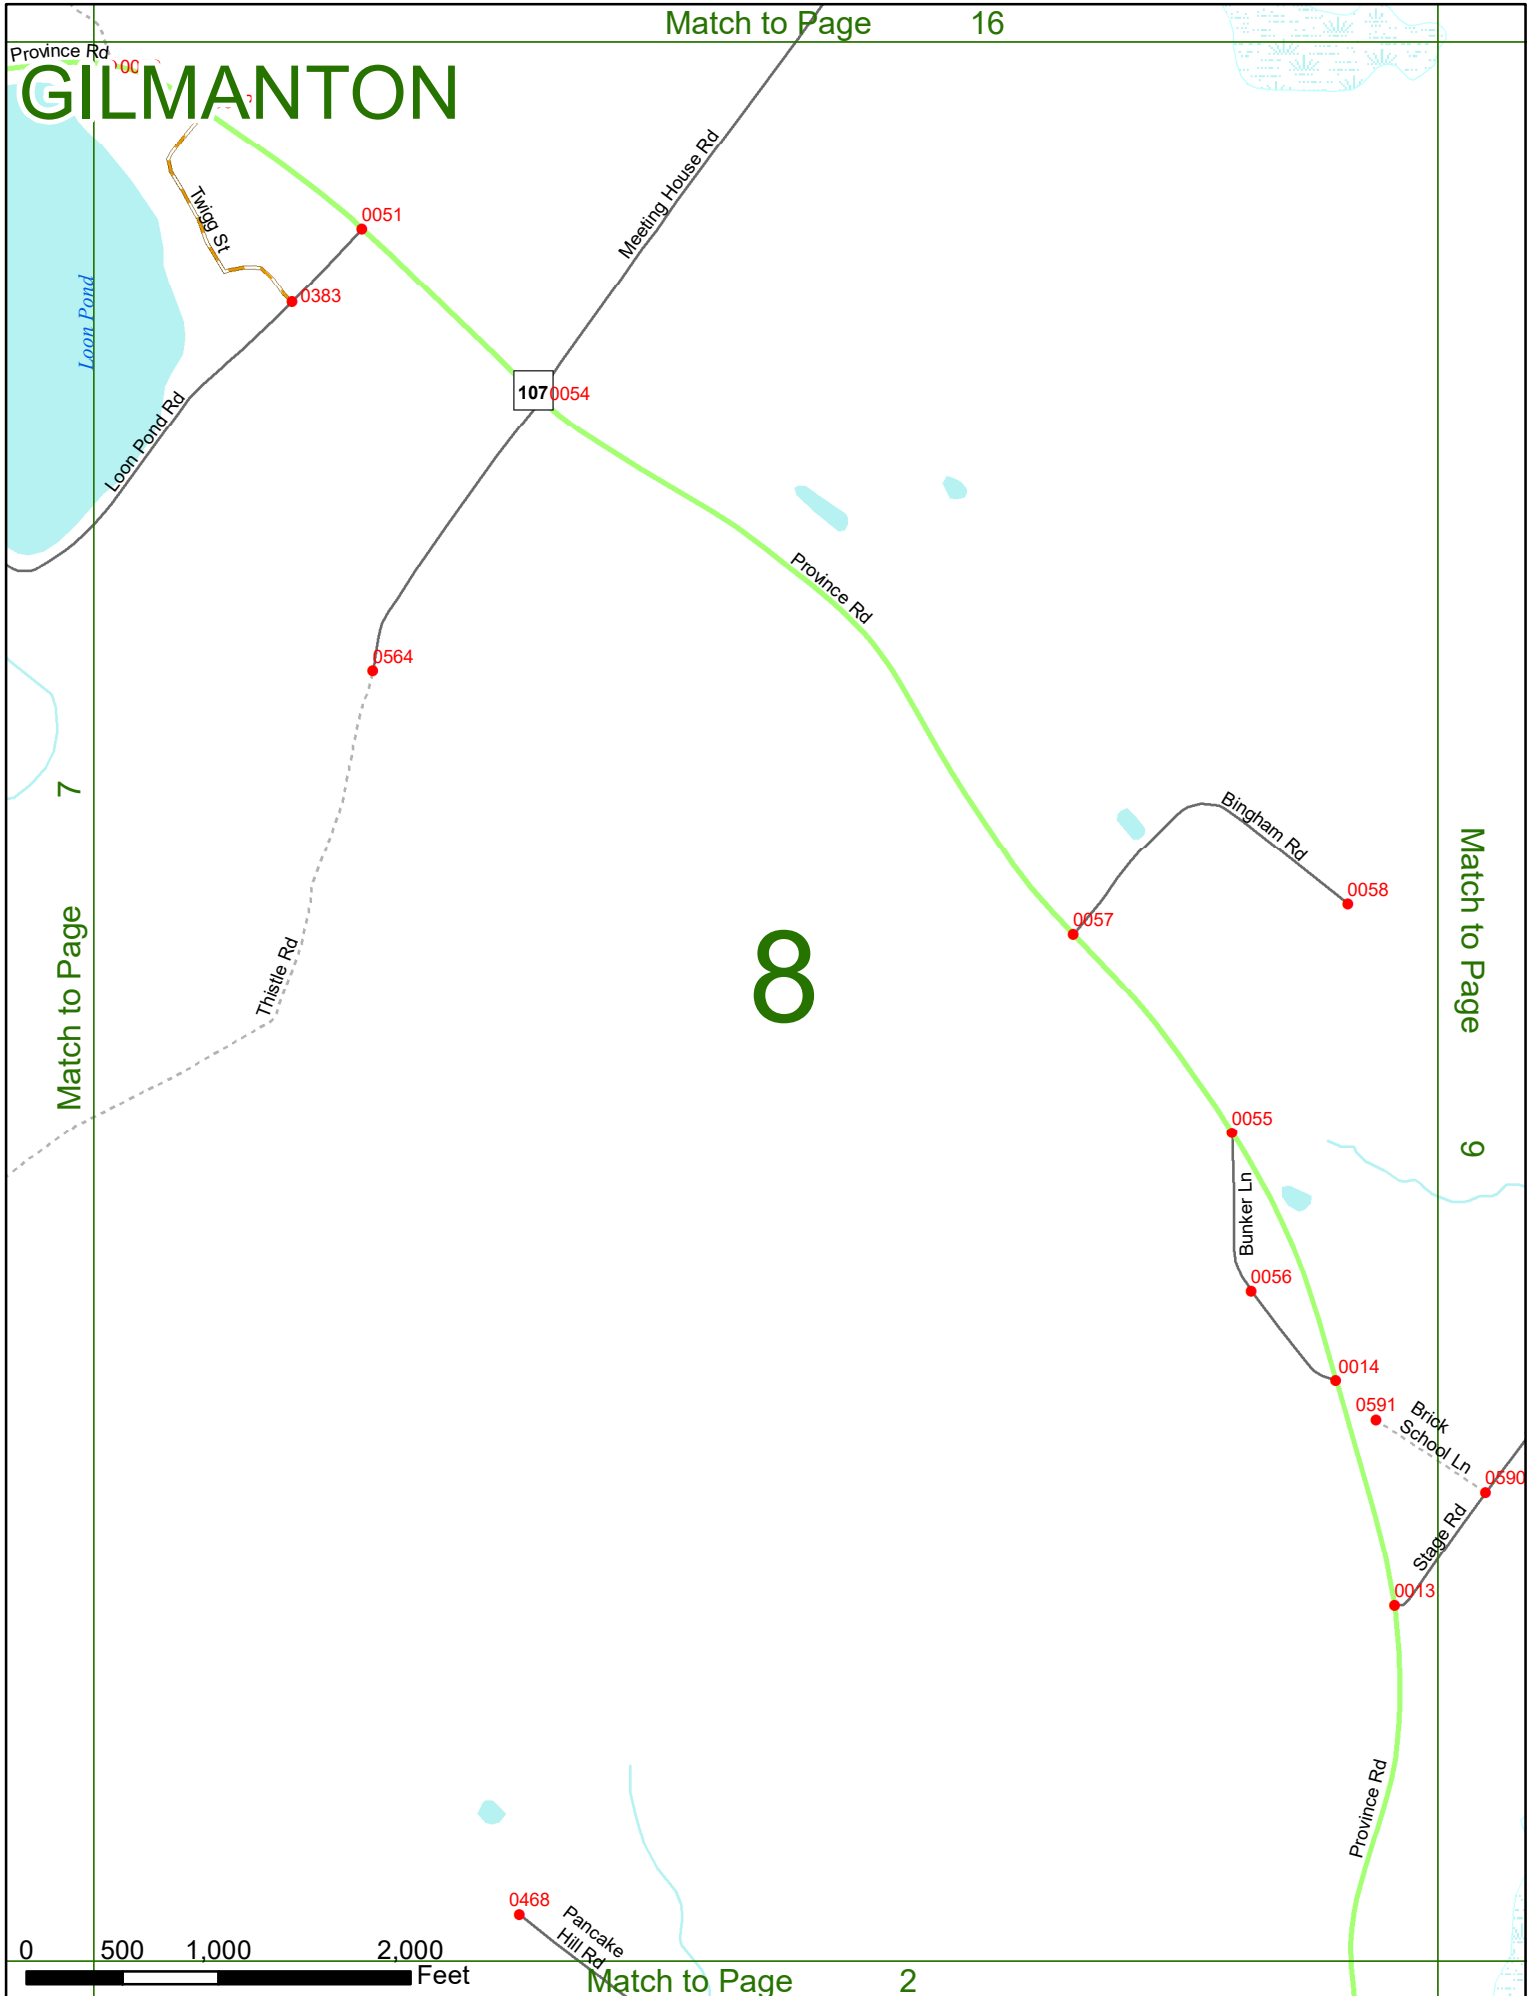 Match to Page 16
Province Rd
GILMANTON
Twigg St
0051
Meeting House Rd
Loon Pond
0383
107
0054
Loon Pond Rd
Province Rd
0564
7
Match to Page
Thistle Rd
Bingham Rd
0058
0057
8
Match to Page
9
0055
Bunker Ln
0056
0014
0591
Brick
School Ln
0590
Stage Rd
0013
Province Rd
0468
Pancake
Hill Rd
0 500 1,000 2,000
Feet
Match to Page 2